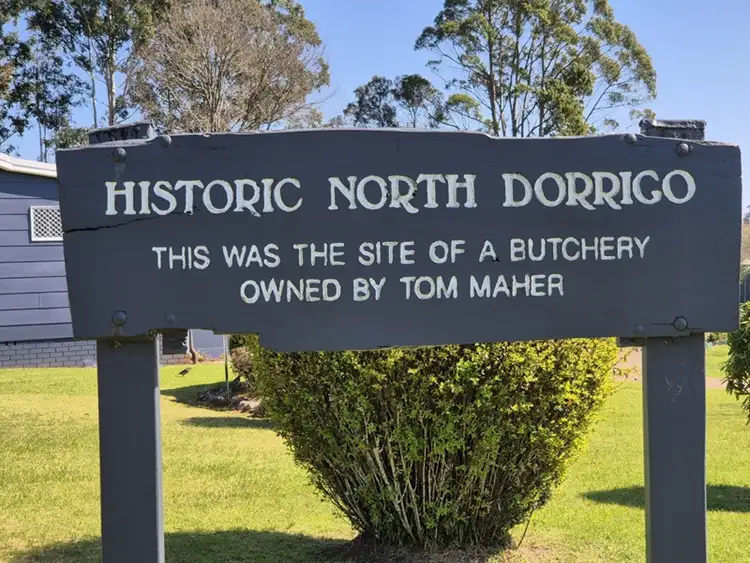 HISTORIC NORTH DORRIGO
THIS WAS THE SITE OF A BUTCHERY
OWNED BY TOM MAHER